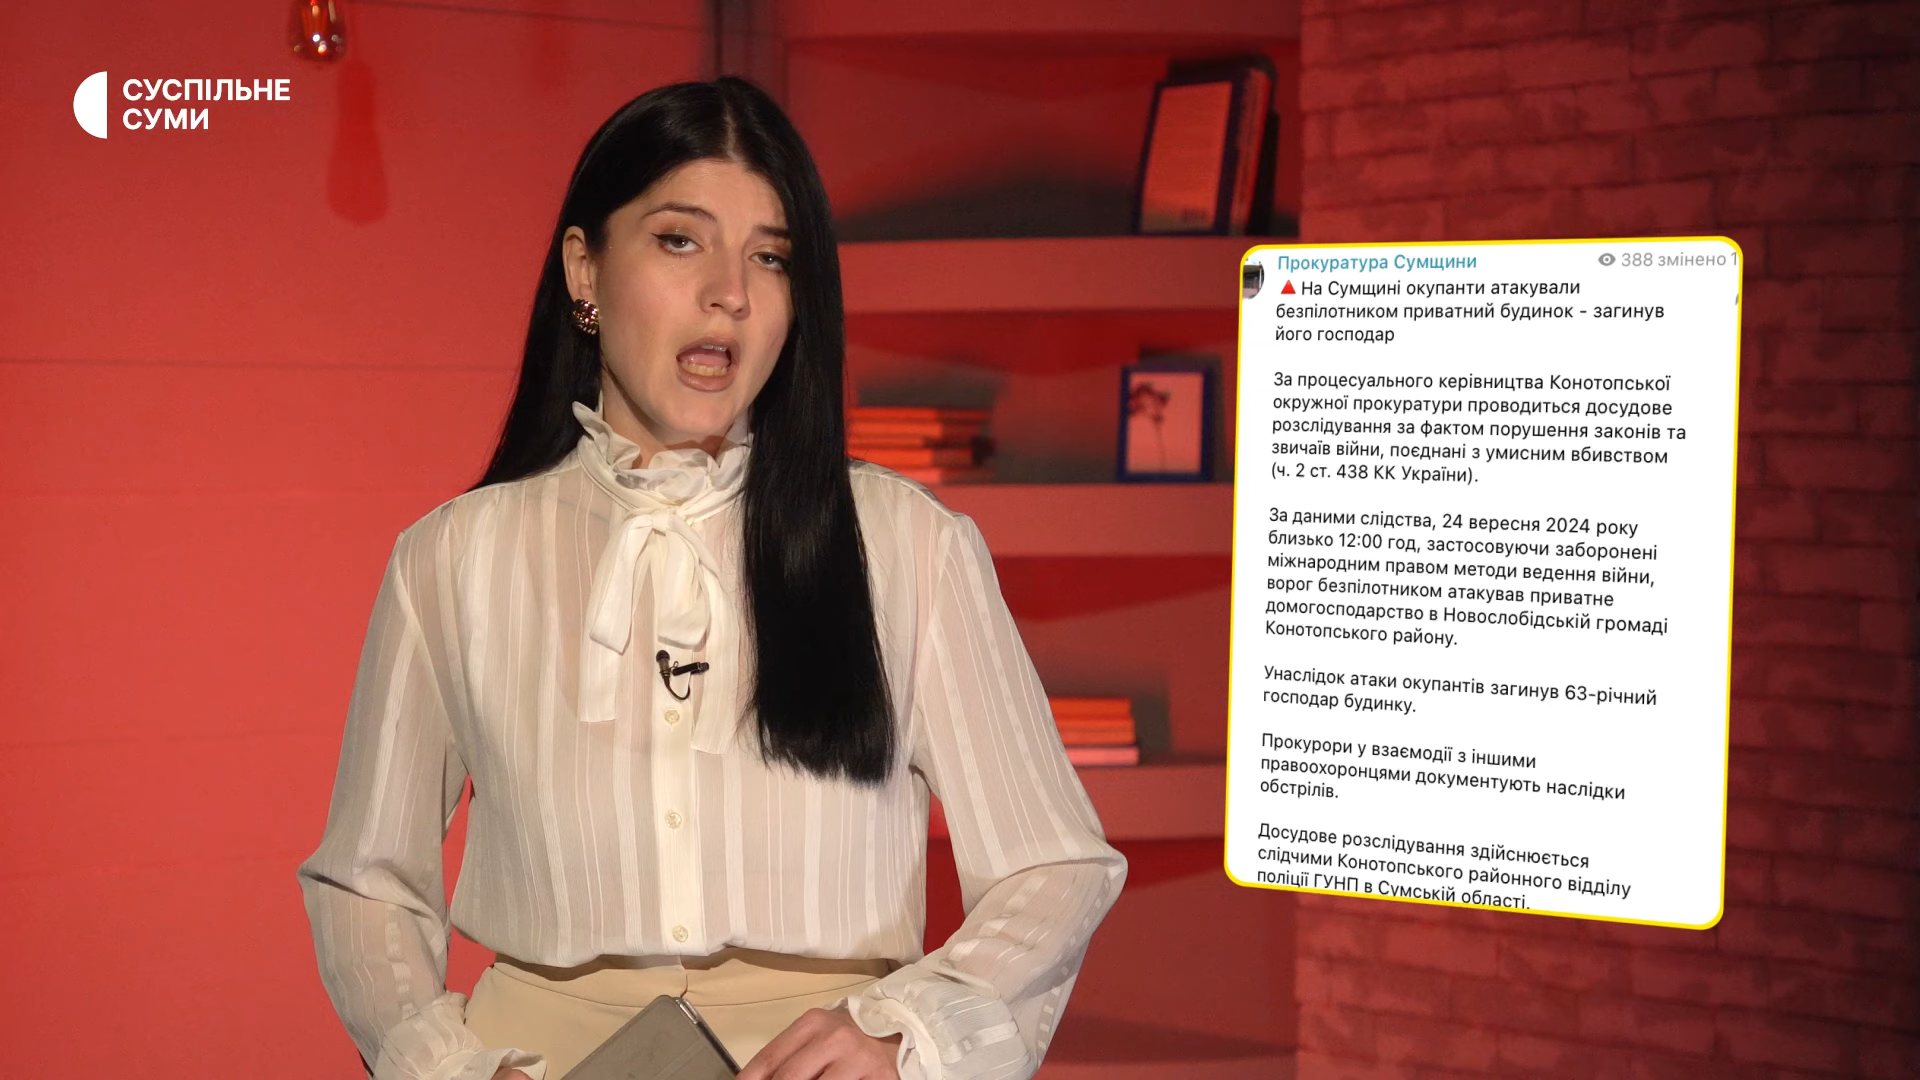 СУСПІЛЬНЕ
СУМИ
Прокуратура Сумщини
388 змінено 1
На Сумщині окупанти атакували
безпілотником приватний будинок - загинув
його господар
За процесуального керівництва Конотопської
окружної прокуратури проводиться досудове
розслідування за фактом порушення законів та
звичаїв війни, поєднані з умисним вбивством
(ч. 2 ст. 438 КК України).
За даними слідства, 24 вересня 2024 року
близько 12:00 год, застосовуючи заборонені
міжнародним правом методи ведення війни,
ворог безпілотником атакував приватне
домогосподарство в Новослобідській громаді
Конотопського району.
Унаслідок атаки окупантів загинув 63-річний
господар будинку.
Прокурори у взаємодії з іншими
правоохоронцями документують наслідки
обстрілів.
Досудове розслідування здійснюється
слідчими Конотопського районного відділу
поліції ГУНП в Сумській області.